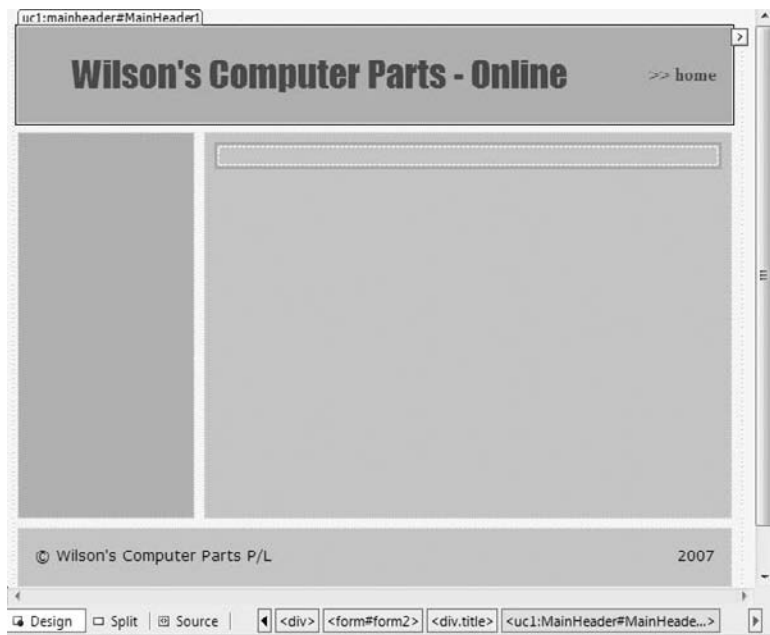 uc1:mainheader#MainHeader1
Wilson's Computer Parts - Online >> home
© Wilson's Computer Parts P/L 2007
Design Split Source <div> <form#form2> <div.title> <uc1:MainHeader#MainHeade...>